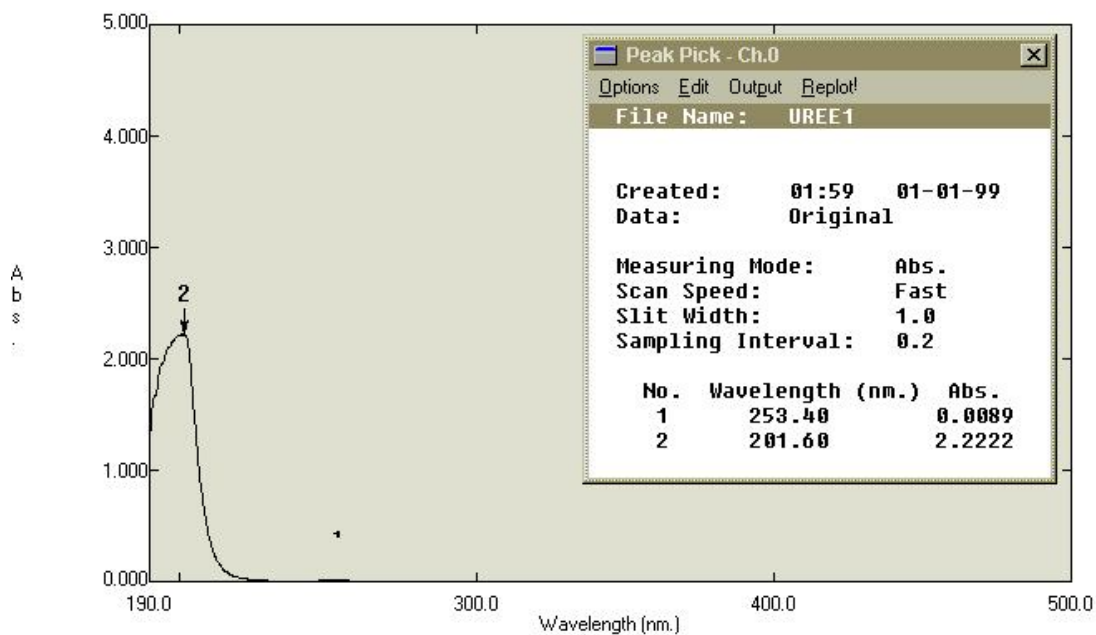 5.000
4.000
3.000
2.000
1.000
0.000
Abs.
2
1
190.0 300.0 400.0 500.0
Wavelength (nm.)
Peak Pick - Ch.0
Options Edit Output Replot!
File Name: UREE1
Created: 01:59 01-01-99
Data: Original
Measuring Mode: Abs.
Scan Speed: Fast
Slit Width: 1.0
Sampling Interval: 0.2
No. Wavelength (nm.) Abs.
1 253.40 0.0089
2 201.60 2.2222